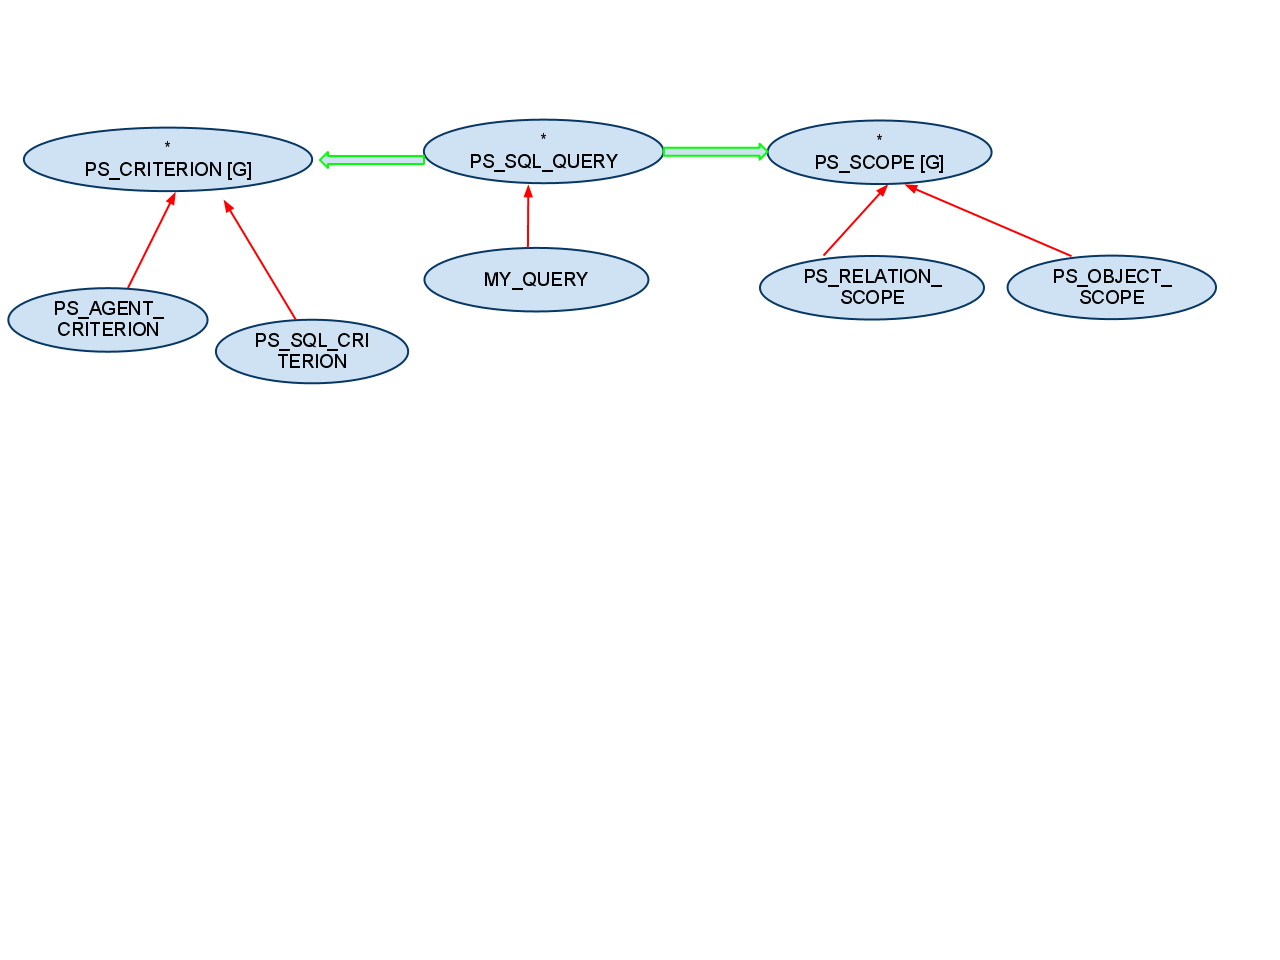 *
PS_CRITERION [G]
*
PS_SQL_QUERY
*
PS_SCOPE [G]
PS_AGENT_
CRITERION
PS_SQL_CRI
TERION
MY_QUERY
PS_RELATION_
SCOPE
PS_OBJECT_
SCOPE